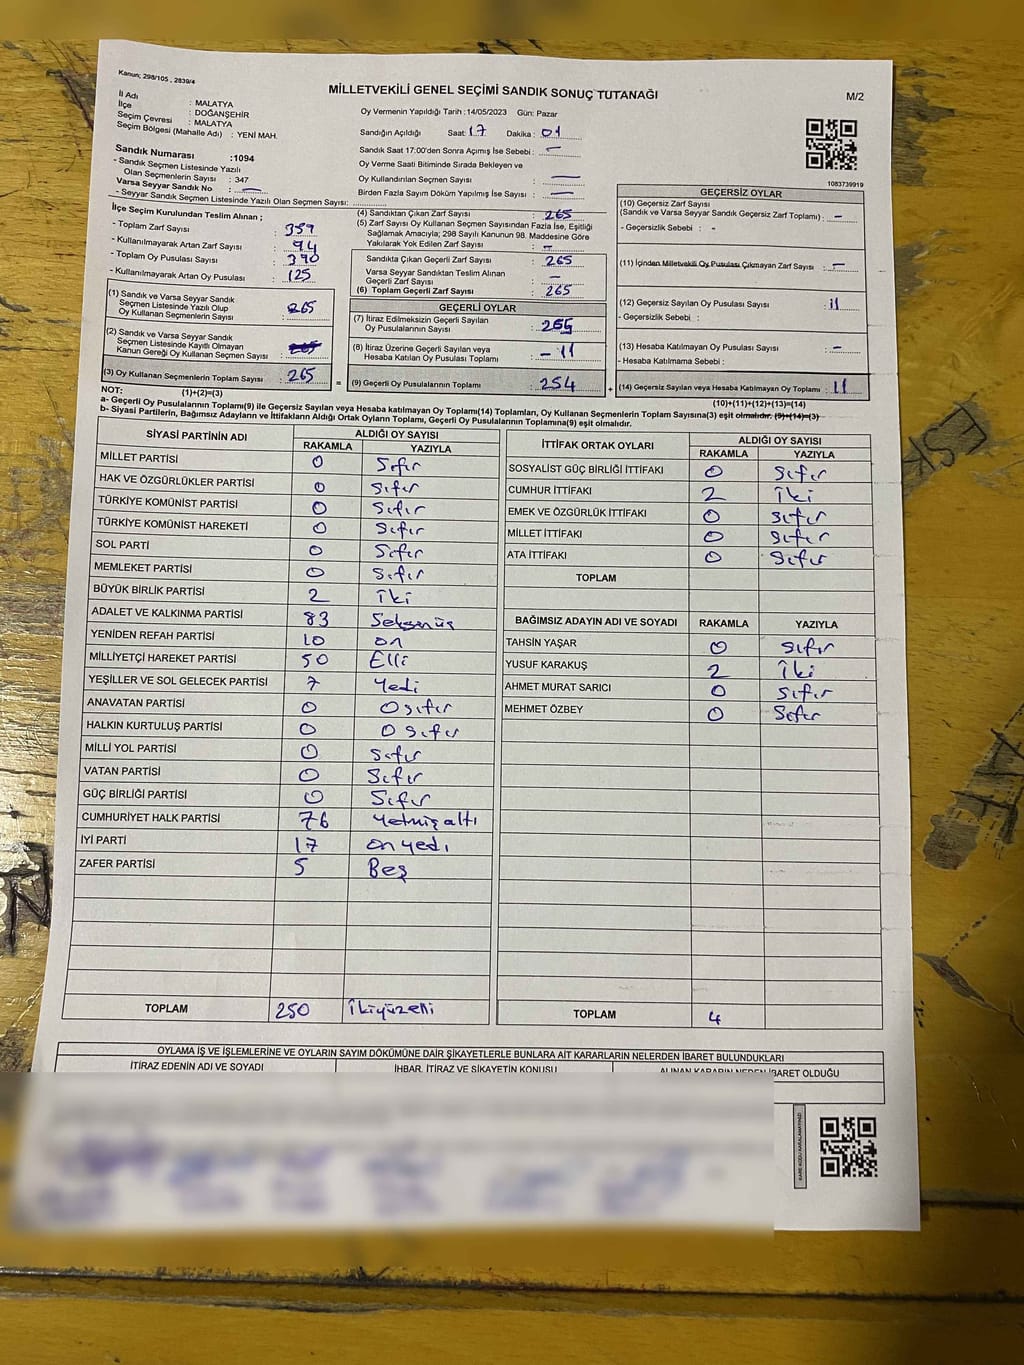 Kanun; 298/105 , 2839/4
MİLLETVEKİLİ GENEL SEÇİMİ SANDIK SONUÇ TUTANAĞI
M/2
İl Adı : MALATYA
İlçe : DOĞANŞEHİR
Seçim Çevresi : MALATYA
Seçim Bölgesi (Mahalle Adı) : YENİ MAH.
Oy Vermenin Yapıldığı Tarih :14/05/2023 Gün: Pazar
Sandığın Açıldığı Saat: 17 Dakika : 01
Sandık Saat 17:00'den Sonra Açımış İse Sebebi : —
Oy Verme Saati Bitiminde Sırada Bekleyen ve
Oy Kullandırılan Seçmen Sayısı : —
Birden Fazla Sayım Döküm Yapılmış İse Sayısı : —
1083739919
Sandık Numarası :1094
- Sandık Seçmen Listesinde Yazılı
Olan Seçmenlerin Sayısı : 347
Varsa Seyyar Sandık No : —
- Seyyar Sandık Seçmen Listesinde Yazılı Olan Seçmen Sayısı:
İlçe Seçim Kurulundan Teslim Alınan ;
- Toplam Zarf Sayısı : 359
- Kullanılmayarak Artan Zarf Sayısı : 94
- Toplam Oy Pusulası Sayısı : 390
- Kullanılmayarak Artan Oy Pusulası : 125
(1) Sandık ve Varsa Seyyar Sandık
Seçmen Listesinde Yazılı Olup
Oy Kullanan Seçmenlerin Sayısı : 265
(2) Sandık ve Varsa Seyyar Sandık
Seçmen Listesinde Kayıtlı Olmayan
Kanun Gereği Oy Kullanan Seçmen Sayısı :
(3) Oy Kullanan Seçmenlerin Toplam Sayısı : 265
(4) Sandıktan Çıkan Zarf Sayısı : 265
(5) Zarf Sayısı Oy Kullanan Seçmen Sayısından Fazla İse, Eşitliği
Sağlamak Amacıyla; 298 Sayılı Kanunun 98. Maddesine Göre
Yakılarak Yok Edilen Zarf Sayısı : -
Sandıkta Çıkan Geçerli Zarf Sayısı : 265
Varsa Seyyar Sandıktan Teslim Alınan
Geçerli Zarf Sayısı : —
(6) Toplam Geçerli Zarf Sayısı : 265
GEÇERLİ OYLAR
(7) İtiraz Edilmeksizin Geçerli Sayılan
Oy Pusulalarının Sayısı : 265
(8) İtiraz Üzerine Geçerli Sayılan veya
Hesaba Katılan Oy Pusulası Toplamı : - 11
= (9) Geçerli Oy Pusulalarının Toplamı : 254
GEÇERSİZ OYLAR
(10) Geçersiz Zarf Sayısı
(Sandık ve Varsa Seyyar Sandık Geçersiz Zarf Toplamı) : -
- Geçersizlik Sebebi : -
(11) İçinden Milletvekili Oy Pusulası Çıkmayan Zarf Sayısı : -
(12) Geçersiz Sayılan Oy Pusulası Sayısı : 11
- Geçersizlik Sebebi :
(13) Hesaba Katılmayan Oy Pusulası Sayısı : -
- Hesaba Katılmama Sebebi :
+ (14) Geçersiz Sayılan veya Hesaba Katılmayan Oy Toplamı : 11
NOT: (1)+(2)=(3)
(10)+(11)+(12)+(13)=(14)
a- Geçerli Oy Pusulalarının Toplamı(9) ile Geçersiz Sayılan veya Hesaba katılmayan Oy Toplamı(14) Toplamları, Oy Kullanan Seçmenlerin Toplam Sayısına(3) eşit olmalıdır. (9)+(14)=(3)
b- Siyasi Partilerin, Bağımsız Adayların ve İttifakların Aldığı Ortak Oyların Toplamı, Geçerli Oy Pusulalarının Toplamına(9) eşit olmalıdır.
SİYASİ PARTİNİN ADI ALDIĞI OY SAYISI
RAKAMLA YAZIYLA
MİLLET PARTİSİ 0 Sıfır
HAK VE ÖZGÜRLÜKLER PARTİSİ 0 Sıfır
TÜRKİYE KOMÜNİST PARTİSİ 0 Sıfır
TÜRKİYE KOMÜNİST HAREKETİ 0 Sıfır
SOL PARTİ 0 Sıfır
MEMLEKET PARTİSİ 0 Sıfır
BÜYÜK BİRLİK PARTİSİ 2 İki
ADALET VE KALKINMA PARTİSİ 83 Seksenüç
YENİDEN REFAH PARTİSİ 10 on
MİLLİYETÇİ HAREKET PARTİSİ 50 Elli
YEŞİLLER VE SOL GELECEK PARTİSİ 7 Yedi
ANAVATAN PARTİSİ 0 0 sıfır
HALKIN KURTULUŞ PARTİSİ 0 0 sıfır
MİLLİ YOL PARTİSİ 0 Sıfır
VATAN PARTİSİ 0 Sıfır
GÜÇ BİRLİĞİ PARTİSİ 0 Sıfır
CUMHURİYET HALK PARTİSİ 76 Yetmiş altı
İYİ PARTİ 17 on yedi
ZAFER PARTİSİ 5 Beş
TOPLAM 250 İkiyüzelli
İTTİFAK ORTAK OYLARI ALDIĞI OY SAYISI
RAKAMLA YAZIYLA
SOSYALİST GÜÇ BİRLİĞİ İTTİFAKI 0 Sıfır
CUMHUR İTTİFAKI 2 İki
EMEK VE ÖZGÜRLÜK İTTİFAKI 0 Sıfır
MİLLET İTTİFAKI 0 Sıfır
ATA İTTİFAKI 0 Sıfır
TOPLAM
BAĞIMSIZ ADAYIN ADI VE SOYADI RAKAMLA YAZIYLA
TAHSİN YAŞAR 0 Sıfır
YUSUF KARAKUŞ 2 İki
AHMET MURAT SARICI 0 Sıfır
MEHMET ÖZBEY 0 Sıfır
TOPLAM 4
OYLAMA İŞ VE İŞLEMLERİNE VE OYLARIN SAYIM DÖKÜMÜNE DAİR ŞİKAYETLERLE BUNLARA AİT KARARLARIN NELERDEN İBARET BULUNDUKLARI
İTİRAZ EDENİN ADI VE SOYADI İHBAR, İTİRAZ VE ŞİKAYETİN KONUSU ALINAN KARARIN NEDEN İBARET OLDUĞU
KARE KODU KARALAMAYINIZ!